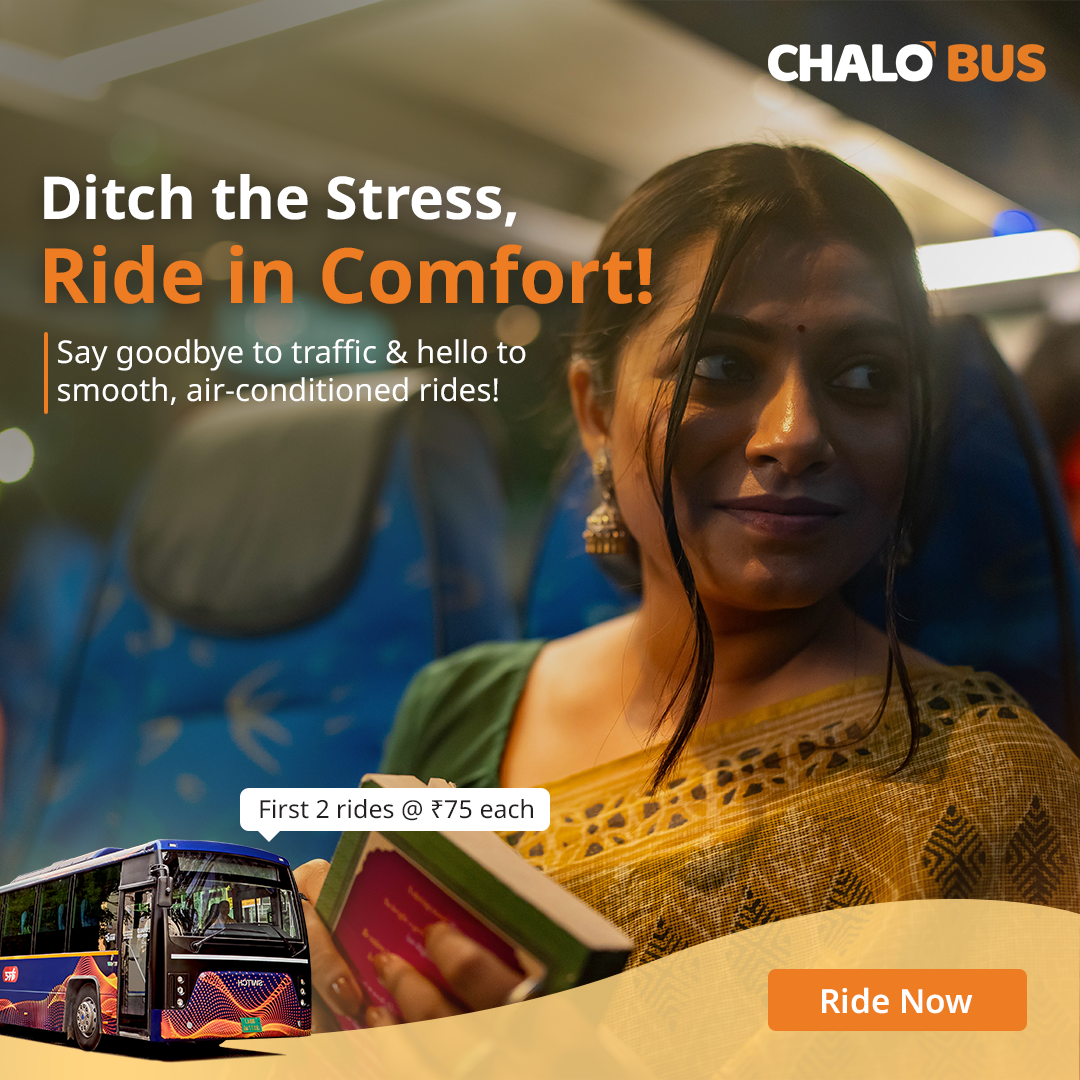 CHALO BUS
Ditch the Stress,
Ride in Comfort!
Say goodbye to traffic & hello to
smooth, air-conditioned rides!
First 2 rides @ ₹75 each
Ride Now